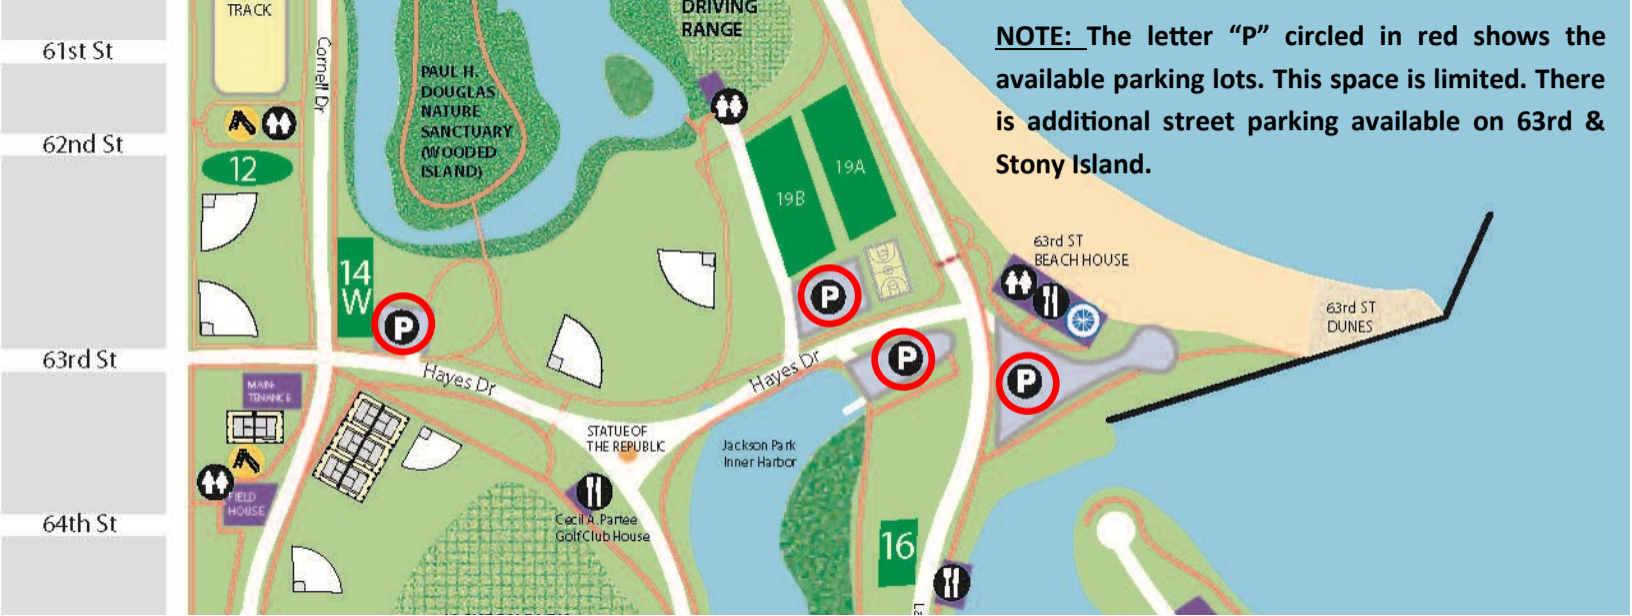 TRACK
DRIVING
RANGE
NOTE: The letter “P” circled in red shows the
available parking lots. This space is limited. There
is additional street parking available on 63rd &
Stony Island.
61st St
Cornell Dr
PAUL H.
DOUGLAS
NATURE
SANCTUARY
(WOODED
ISLAND)
62nd St
12
19A
19B
63rd ST
BEACH HOUSE
14
W
P
P
P
P
63rd ST
DUNES
63rd St
Hayes Dr
Hayes Dr
MAIN-
TENANCE
STATUE OF
THE REPUBLIC
Jackson Park
Inner Harbor
FIELD
HOUSE
64th St
Cecil A. Partee
Golf Club House
16